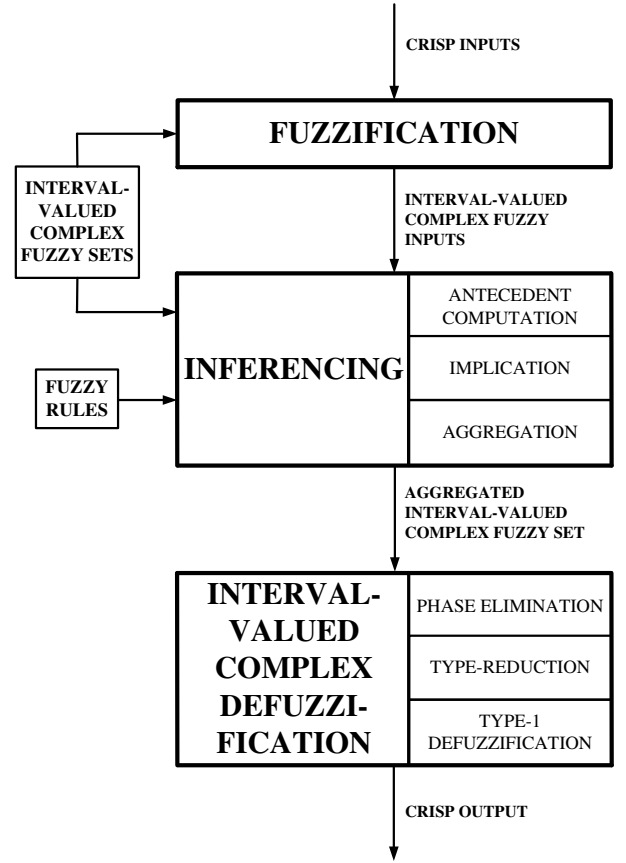 CRISP INPUTS
FUZZIFICATION
INTERVAL-
VALUED
COMPLEX
FUZZY SETS
INTERVAL-VALUED
COMPLEX FUZZY
INPUTS
INFERENCING
ANTECEDENT
COMPUTATION
IMPLICATION
AGGREGATION
FUZZY
RULES
AGGREGATED
INTERVAL-VALUED
COMPLEX FUZZY SET
INTERVAL-
VALUED
COMPLEX
DEFUZZI-
FICATION
PHASE ELIMINATION
TYPE-REDUCTION
TYPE-1
DEFUZZIFICATION
CRISP OUTPUT